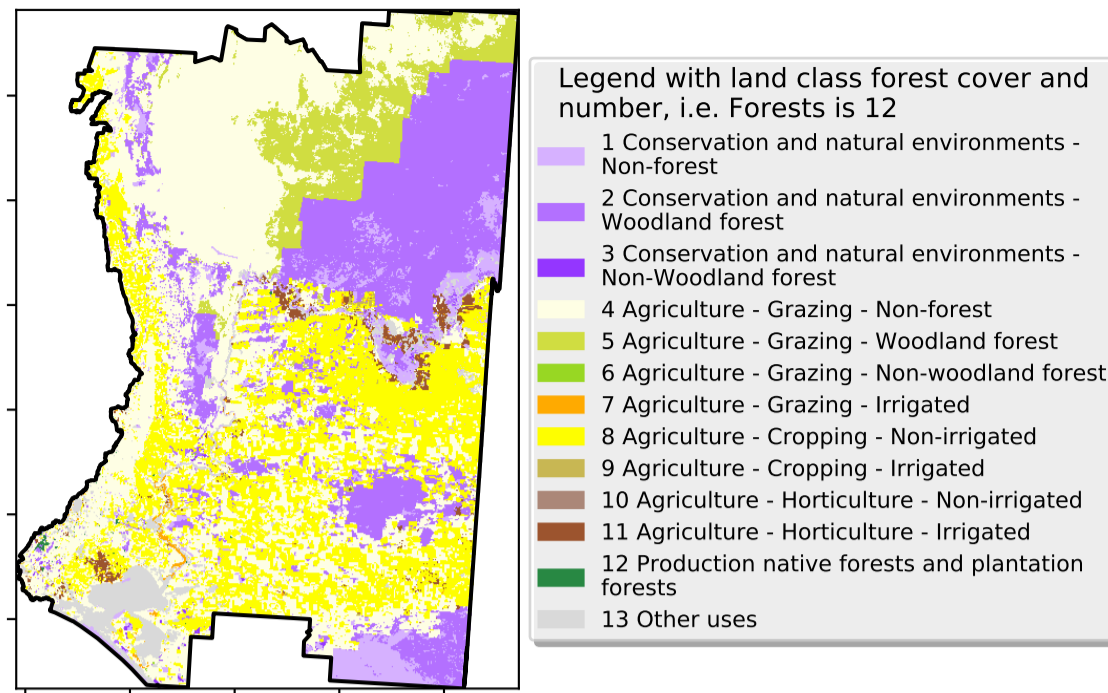 Legend with land class forest cover and
number, i.e. Forests is 12
1 Conservation and natural environments -
Non-forest
2 Conservation and natural environments -
Woodland forest
3 Conservation and natural environments -
Non-Woodland forest
4 Agriculture - Grazing - Non-forest
5 Agriculture - Grazing - Woodland forest
6 Agriculture - Grazing - Non-woodland forest
7 Agriculture - Grazing - Irrigated
8 Agriculture - Cropping - Non-irrigated
9 Agriculture - Cropping - Irrigated
10 Agriculture - Horticulture - Non-irrigated
11 Agriculture - Horticulture - Irrigated
12 Production native forests and plantation
forests
13 Other uses